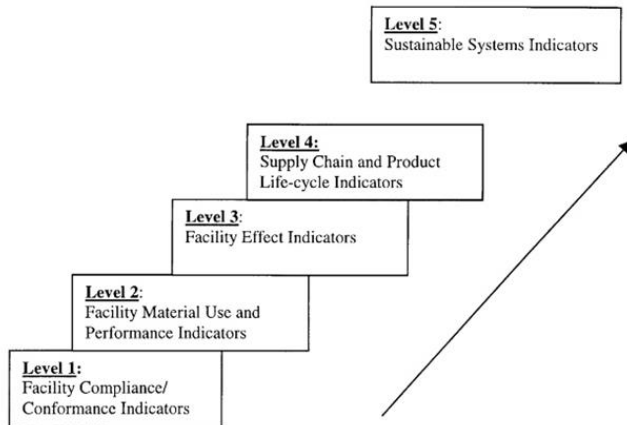 Level 5:
Sustainable Systems Indicators
Level 4:
Supply Chain and Product
Life-cycle Indicators
Level 3:
Facility Effect Indicators
Level 2:
Facility Material Use and
Performance Indicators
Level 1:
Facility Compliance/
Conformance Indicators